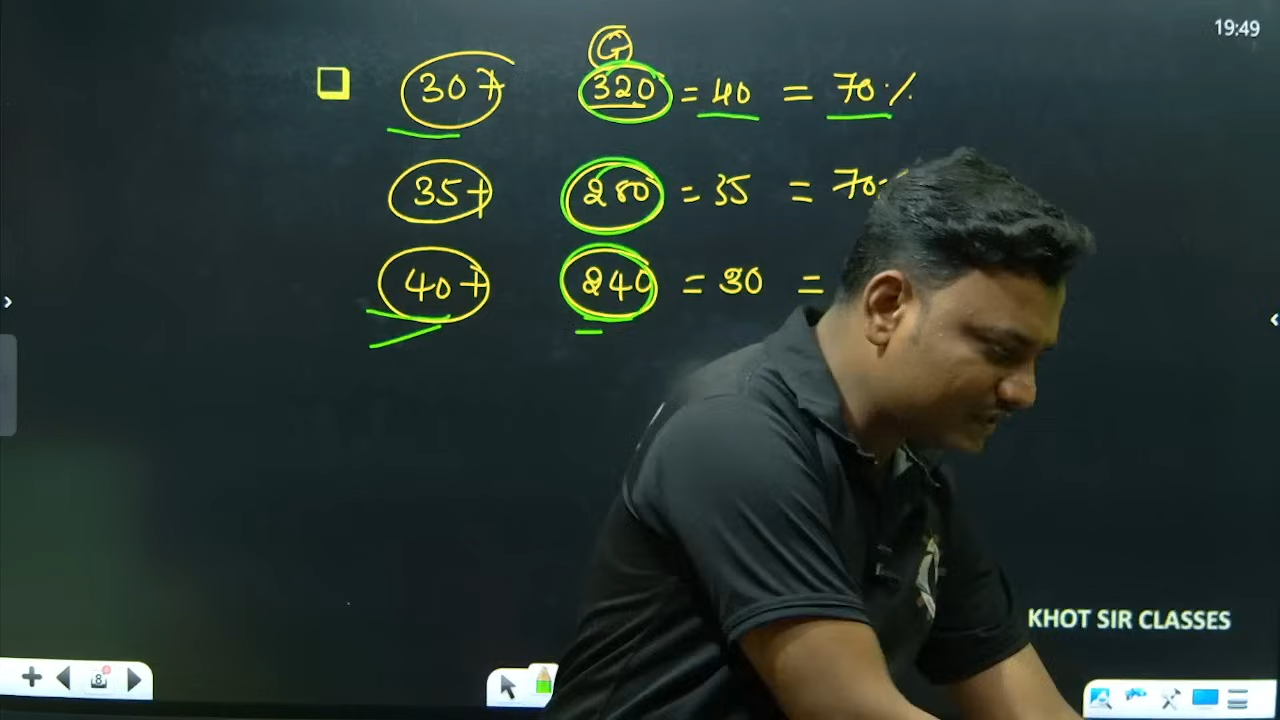 19:49
G
30+ 320 = 40 = 70%
35+ 280 = 35 = 70%
40+ 240 = 30 =
KHOT SIR CLASSES
8